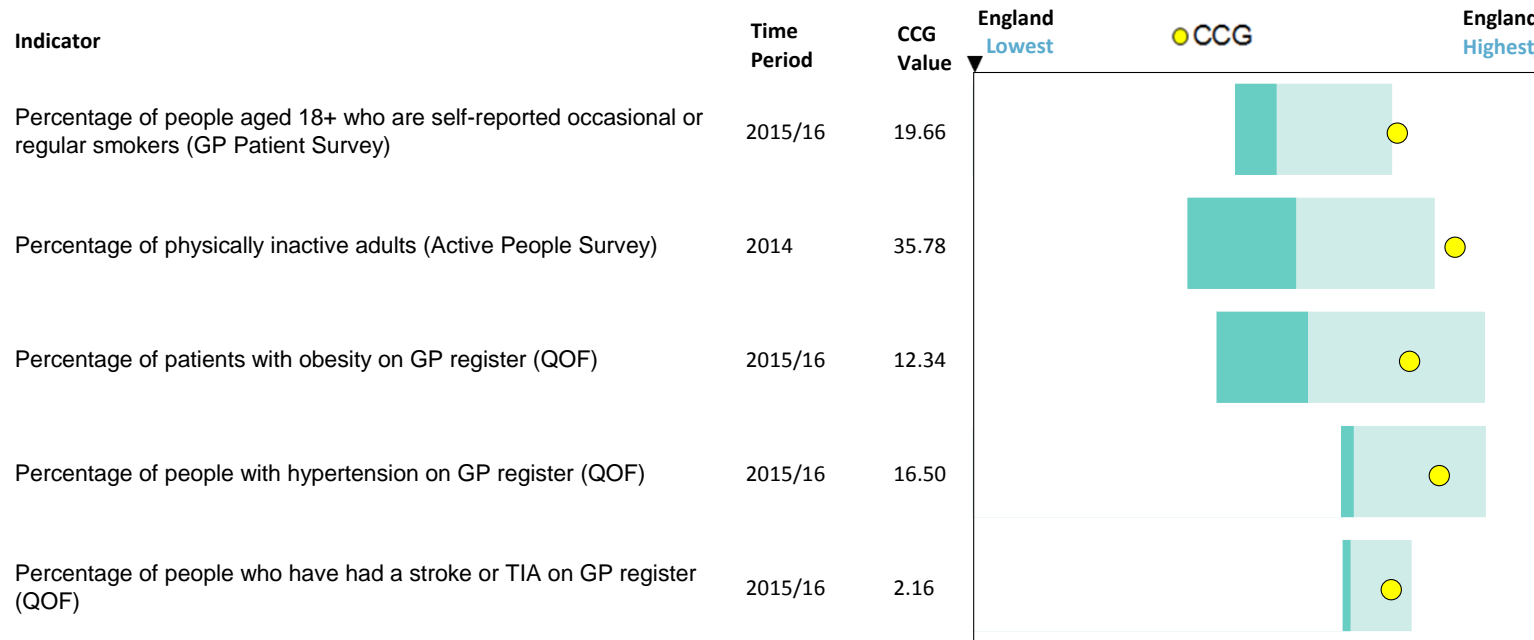 Indicator
Time
Period
CCG
Value
England
Lowest
CCG
England
Highest
Percentage of people aged 18+ who are self-reported occasional or
regular smokers (GP Patient Survey)
2015/16
19.66
Percentage of physically inactive adults (Active People Survey)
2014
35.78
Percentage of patients with obesity on GP register (QOF)
2015/16
12.34
Percentage of people with hypertension on GP register (QOF)
2015/16
16.50
Percentage of people who have had a stroke or TIA on GP register
(QOF)
2015/16
2.16